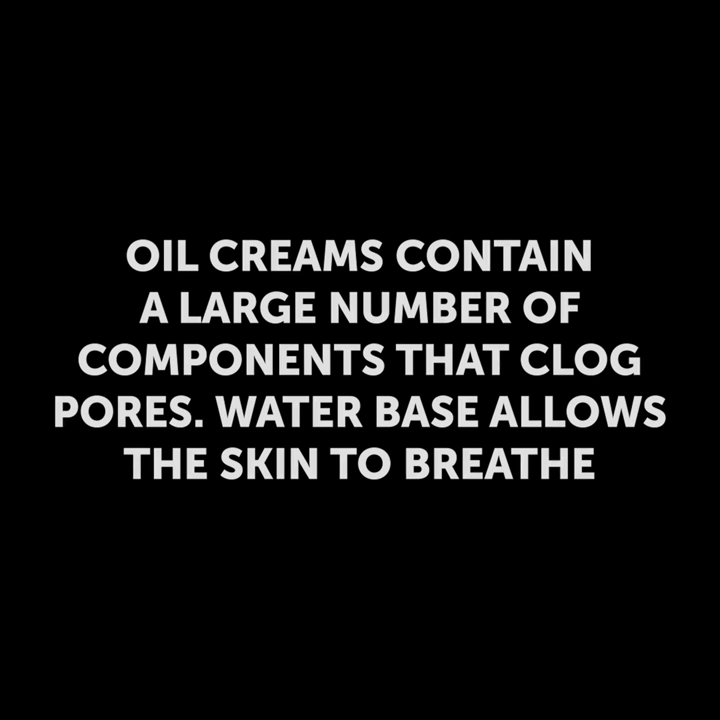 OIL CREAMS CONTAIN
A LARGE NUMBER OF
COMPONENTS THAT CLOG
PORES. WATER BASE ALLOWS
THE SKIN TO BREATHE